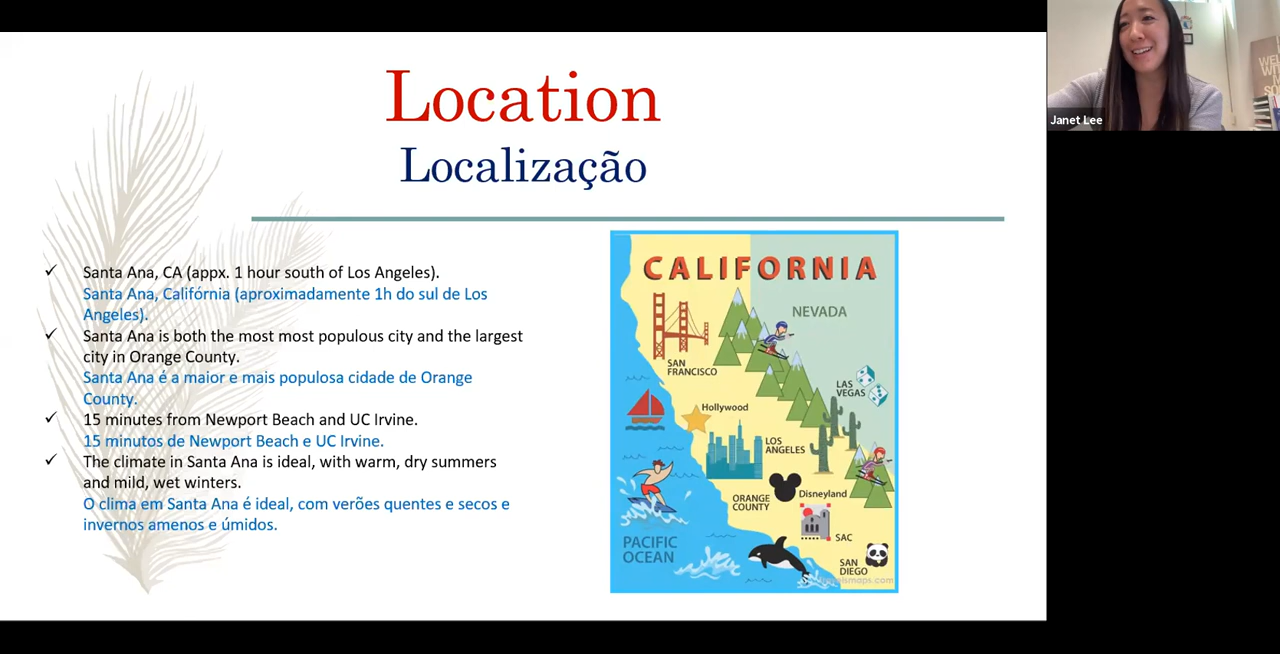 Location
Localização
Santa Ana, CA (appx. 1 hour south of Los Angeles).
Santa Ana, Califórnia (aproximadamente 1h do sul de Los
Angeles).
Santa Ana is both the most most populous city and the largest
city in Orange County.
Santa Ana é a maior e mais populosa cidade de Orange
County.
15 minutes from Newport Beach and UC Irvine.
15 minutos de Newport Beach e UC Irvine.
The climate in Santa Ana is ideal, with warm, dry summers
and mild, wet winters.
O clima em Santa Ana é ideal, com verões quentes e secos e
invernos amenos e úmidos.
CALIFORNIA
NEVADA
SAN
FRANCISCO
LAS
VEGAS
Hollywood
LOS
ANGELES
ORANGE
COUNTY
Disneyland
SAC
PACIFIC
OCEAN
SAN
DIEGO
Janet Lee